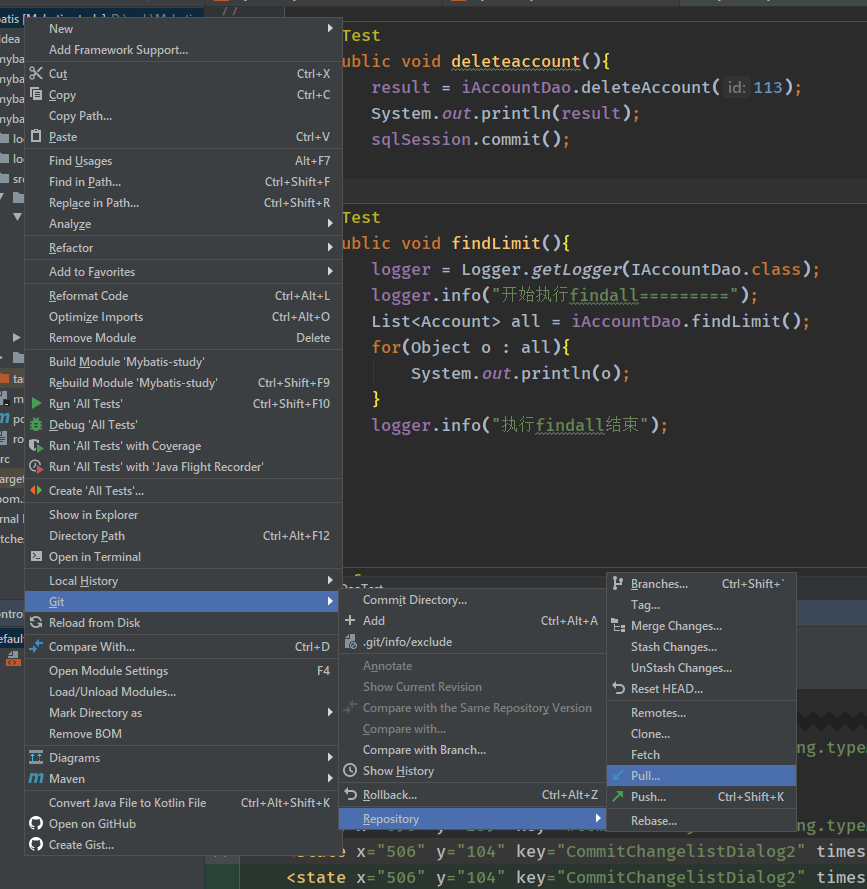 //
idea
New
Add Framework Support...
Cut Ctrl+X
Copy Ctrl+C
Copy Path...
Paste Ctrl+V
Find Usages Alt+F7
Find in Path... Ctrl+Shift+F
Replace in Path... Ctrl+Shift+R
Analyze
Refactor
Add to Favorites
Reformat Code Ctrl+Alt+L
Optimize Imports Ctrl+Alt+O
Remove Module Delete
Build Module 'Mybatis-study'
Rebuild Module 'Mybatis-study' Ctrl+Shift+F9
Run 'All Tests' Ctrl+Shift+F10
Debug 'All Tests'
Run 'All Tests' with Coverage
Run 'All Tests' with 'Java Flight Recorder'
Create 'All Tests'...
Show in Explorer
Directory Path Ctrl+Alt+F12
Open in Terminal
Local History
Git
Reload from Disk
Compare With... Ctrl+D
Open Module Settings F4
Load/Unload Modules...
Mark Directory as
Remove BOM
Diagrams
Maven
Convert Java File to Kotlin File Ctrl+Alt+Shift+K
Open on GitHub
Create Gist...
Test
ublic void deleteaccount(){
result = iAccountDao.deleteAccount( id: 113);
System.out.println(result);
sqlSession.commit();
Test
ublic void findLimit(){
logger = Logger.getLogger(IAccountDao.class);
logger.info("开始执行findall=========");
List<Account> all = iAccountDao.findLimit();
for(Object o : all){
System.out.println(o);
}
logger.info("执行findall结束");
Commit Directory...
Add Ctrl+Alt+A
.git/info/exclude
Annotate
Show Current Revision
Compare with the Same Repository Version
Compare with...
Compare with Branch...
Show History
Rollback... Ctrl+Alt+Z
Repository
Branches... Ctrl+Shift+`
Tag...
Merge Changes...
Stash Changes...
UnStash Changes...
Reset HEAD...
Remotes...
Clone...
Fetch
Pull...
Push... Ctrl+Shift+K
Rebase...
ng.type
<state x="506" y="104" key="CommitChangelistDialog2" times
<state x="506" y="104" key="CommitChangelistDialog2" times